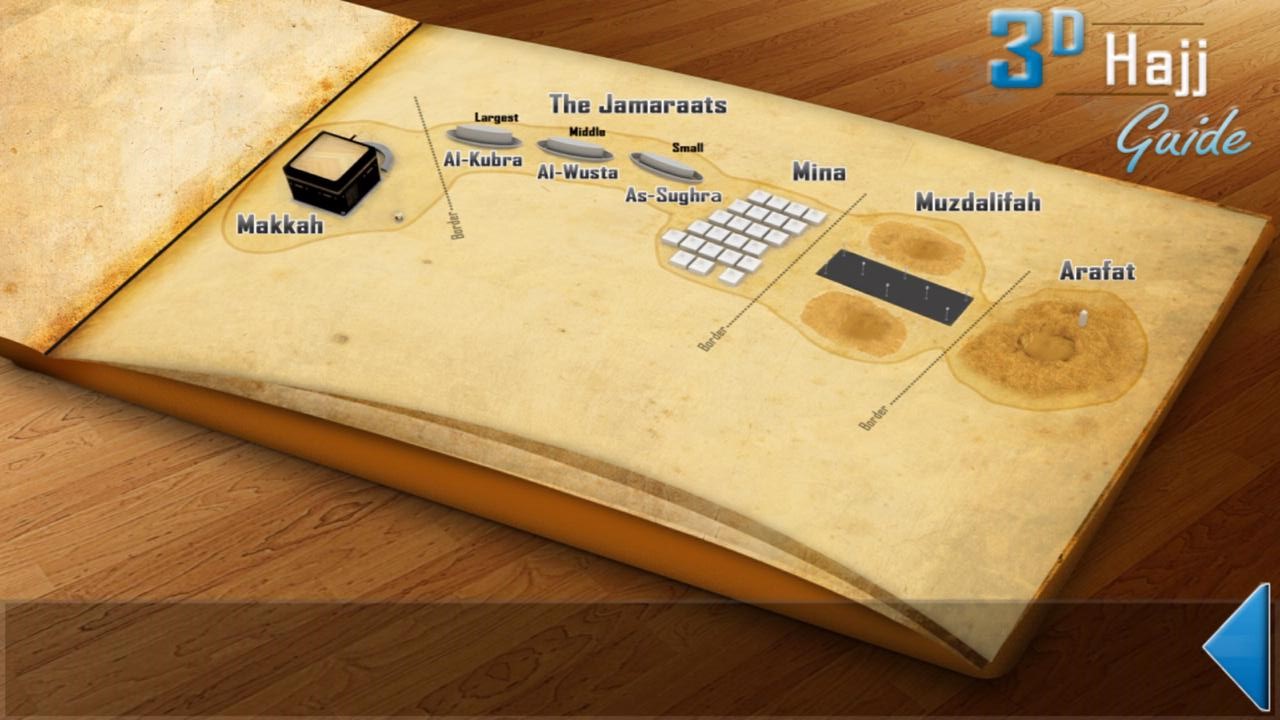 3D Hajj
Guide
The Jamaraats
Largest
Al-Kubra
Middle
Al-Wusta
Small
As-Sughra
Mina
Muzdalifah
Arafat
Makkah
Border
Border
Border